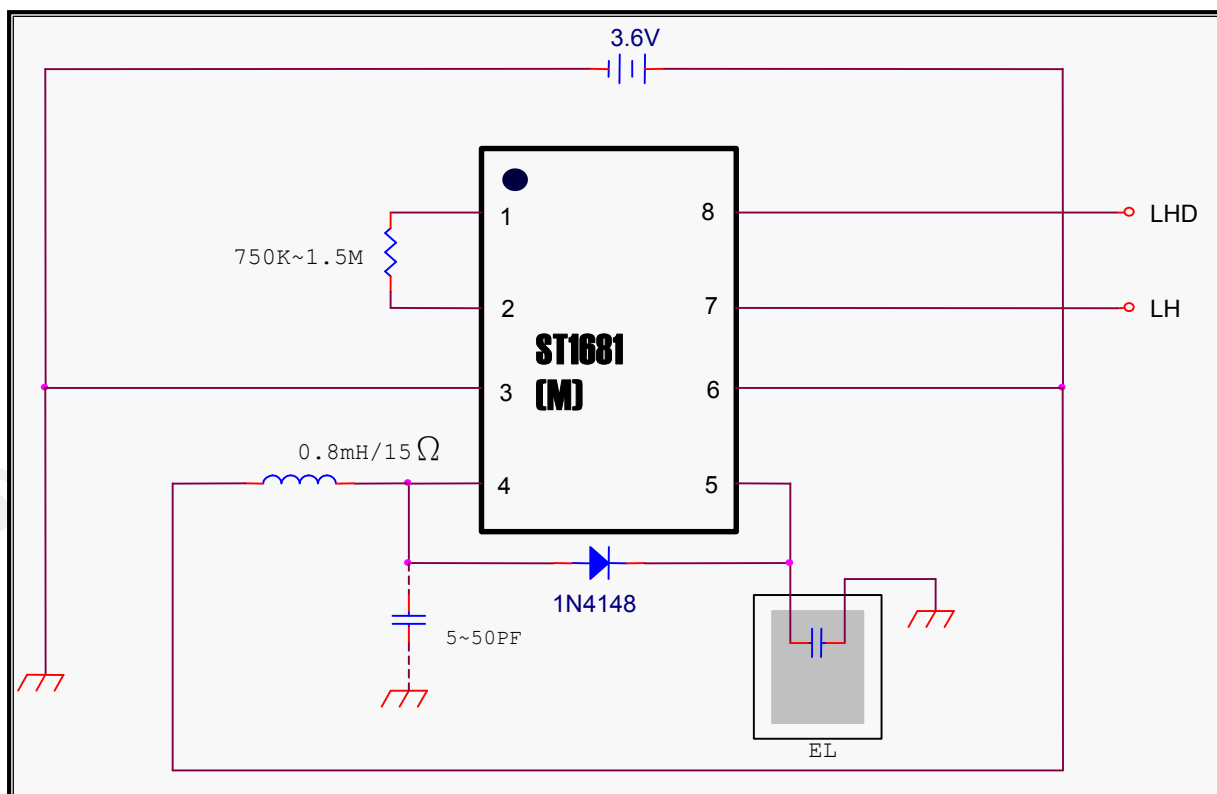 3.6V
1
8
LHD
750K~1.5M
2
7
LH
ST1681
(M)
3
6
0.8mH/15Ω
4
5
1N4148
5~50PF
EL